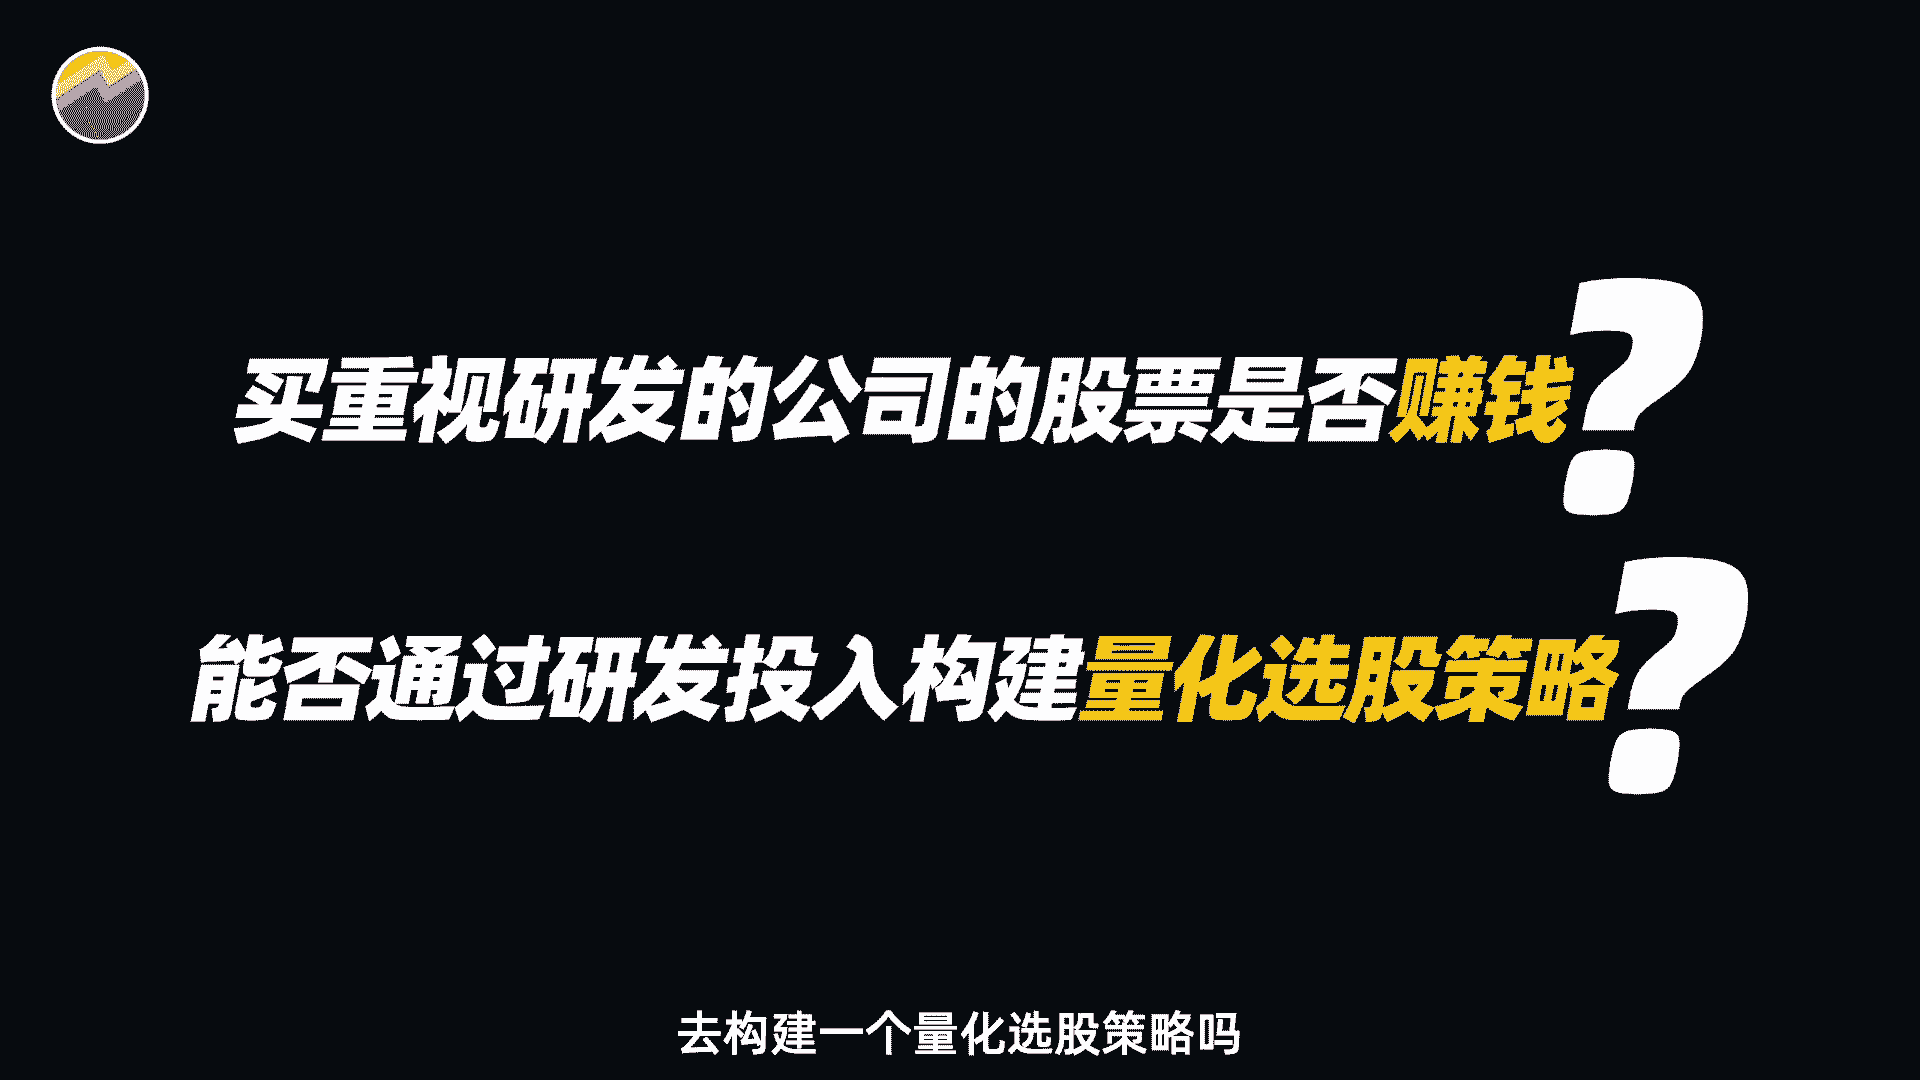 买重视研发的公司的股票是否赚钱?
能否通过研发投入构建量化选股策略?
去构建一个量化选股策略吗